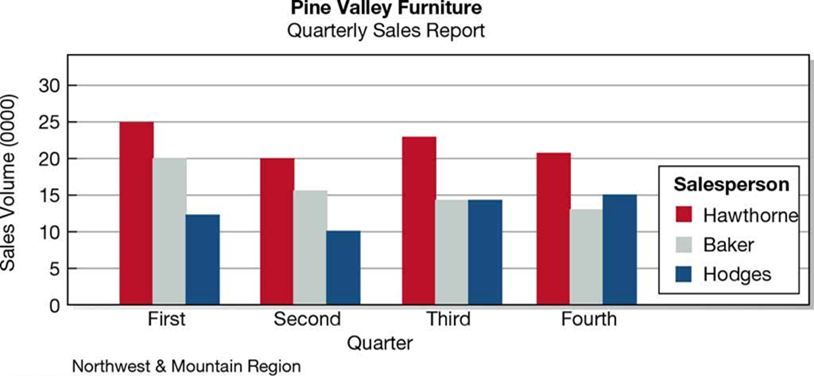 Pine Valley Furniture
Quarterly Sales Report
Sales Volume (0000)
30
25
20
15
10
5
0
First Second Third Fourth
Quarter
Salesperson
Hawthorne
Baker
Hodges
Northwest & Mountain Region